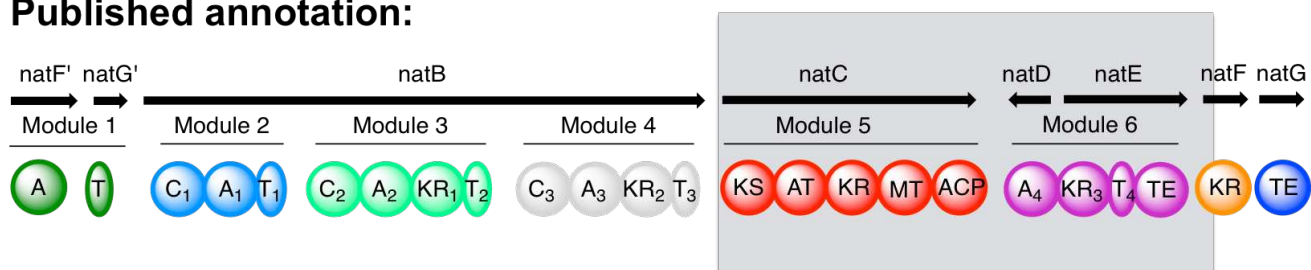 Published annotation:
natF' natG' natB natC natD natE natF natG
Module 1 Module 2 Module 3 Module 4 Module 5 Module 6
A T C1 A1 T1 C2 A2 KR1 T2 C3 A3 KR2 T3 KS AT KR MT ACP A4 KR3 T4 TE KR TE